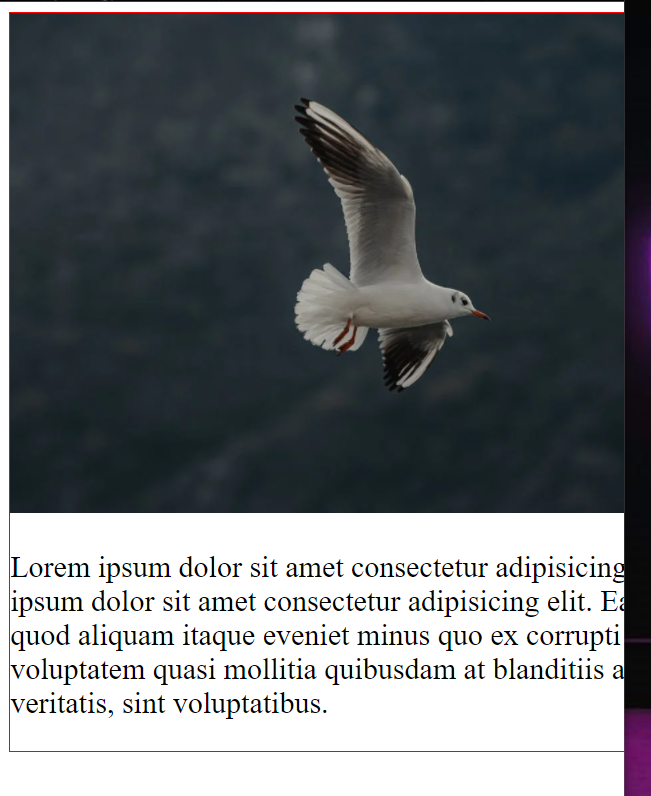 Lorem ipsum dolor sit amet consectetur adipisicing
ipsum dolor sit amet consectetur adipisicing elit. Ea
quod aliquam itaque eveniet minus quo ex corrupti
voluptatem quasi mollitia quibusdam at blanditiis a
veritatis, sint voluptatibus.